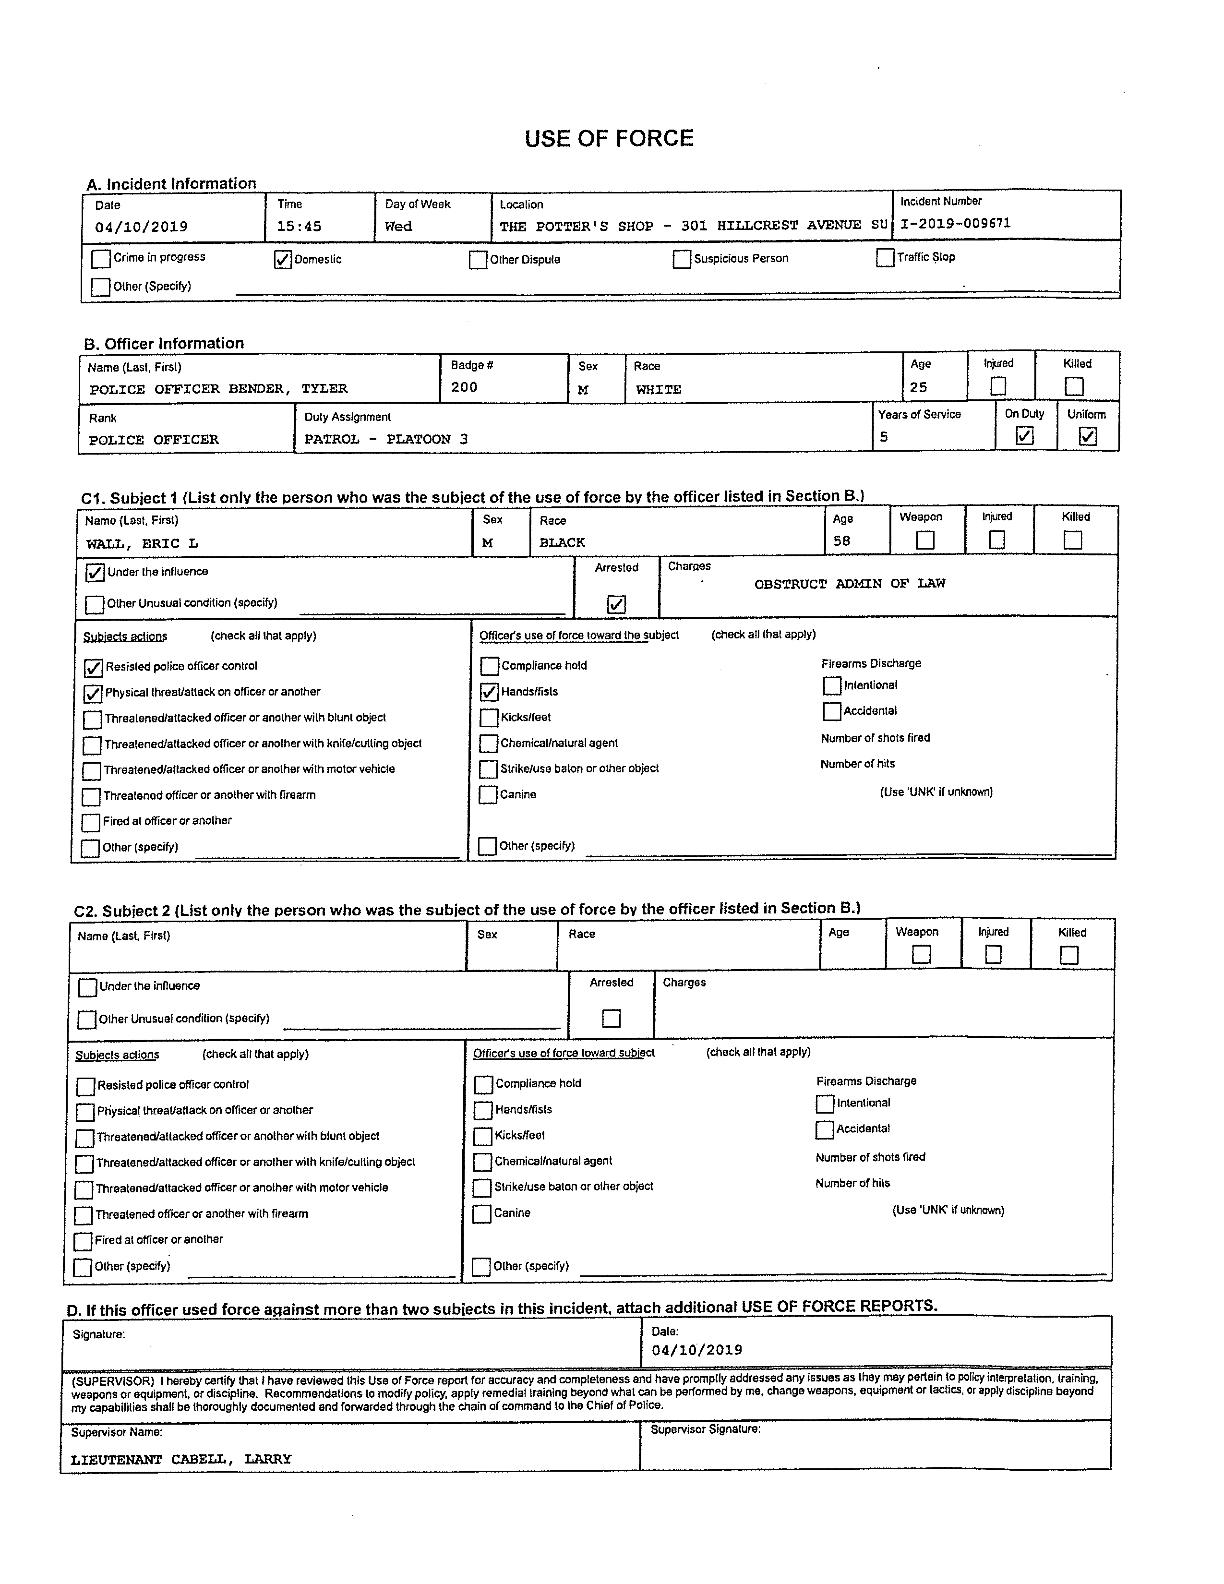 USE OF FORCE
A. Incident Information
Date Time Day of Week Location Incident Number
04/10/2019 15:45 Wed THE POTTER'S SHOP - 301 HILLCREST AVENUE SU I-2019-009671
Crime in progress Domestic Other Dispute Suspicious Person Traffic Stop
Other (Specify)
B. Officer Information
Name (Last, First) Badge # Sex Race Age Injured Killed
POLICE OFFICER BENDER, TYLER 200 M WHITE 25
Rank Duty Assignment Years of Service On Duty Uniform
POLICE OFFICER PATROL - PLATOON 3 5
C1. Subject 1 (List only the person who was the subject of the use of force by the officer listed in Section B.)
Name (Last, First) Sex Race Age Weapon Injured Killed
WALL, ERIC L M BLACK 58
Under the influence Arrested Charges
OBSTRUCT ADMIN OF LAW
Other Unusual condition (specify)
Subjects actions (check all that apply) Officer's use of force toward the subject (check all that apply)
Resisted police officer control Compliance hold Firearms Discharge
Physical threat/attack on officer or another Hands/fists Intentional
Threatened/attacked officer or another with blunt object Kicks/feet Accidental
Threatened/attacked officer or another with knife/cutting object Chemical/natural agent Number of shots fired
Threatened/attacked officer or another with motor vehicle Strike/use baton or other object Number of hits
Threatened officer or another with firearm Canine (Use 'UNK' if unknown)
Fired at officer or another
Other (specify) Other (specify)
C2. Subject 2 (List only the person who was the subject of the use of force by the officer listed in Section B.)
Name (Last, First) Sex Race Age Weapon Injured Killed
Under the influence Arrested Charges
Other Unusual condition (specify)
Subjects actions (check all that apply) Officer's use of force toward subject (check all that apply)
Resisted police officer control Compliance hold Firearms Discharge
Physical threat/attack on officer or another Hands/fists Intentional
Threatened/attacked officer or another with blunt object Kicks/feet Accidental
Threatened/attacked officer or another with knife/cutting object Chemical/natural agent Number of shots fired
Threatened/attacked officer or another with motor vehicle Strike/use baton or other object Number of hits
Threatened officer or another with firearm Canine (Use 'UNK' if unknown)
Fired at officer or another
Other (specify) Other (specify)
D. If this officer used force against more than two subjects in this incident, attach additional USE OF FORCE REPORTS.
Signature: Date:
04/10/2019
(SUPERVISOR) I hereby certify that I have reviewed this Use of Force report for accuracy and completeness and have promptly addressed any issues as they may pertain to policy interpretation, training,
weapons or equipment, or discipline. Recommendations to modify policy, apply remedial training beyond what can be performed by me, change weapons, equipment or tactics, or apply discipline beyond
my capabilities shall be thoroughly documented and forwarded through the chain of command to the Chief of Police.
Supervisor Name: Supervisor Signature:
LIEUTENANT CABELL, LARRY